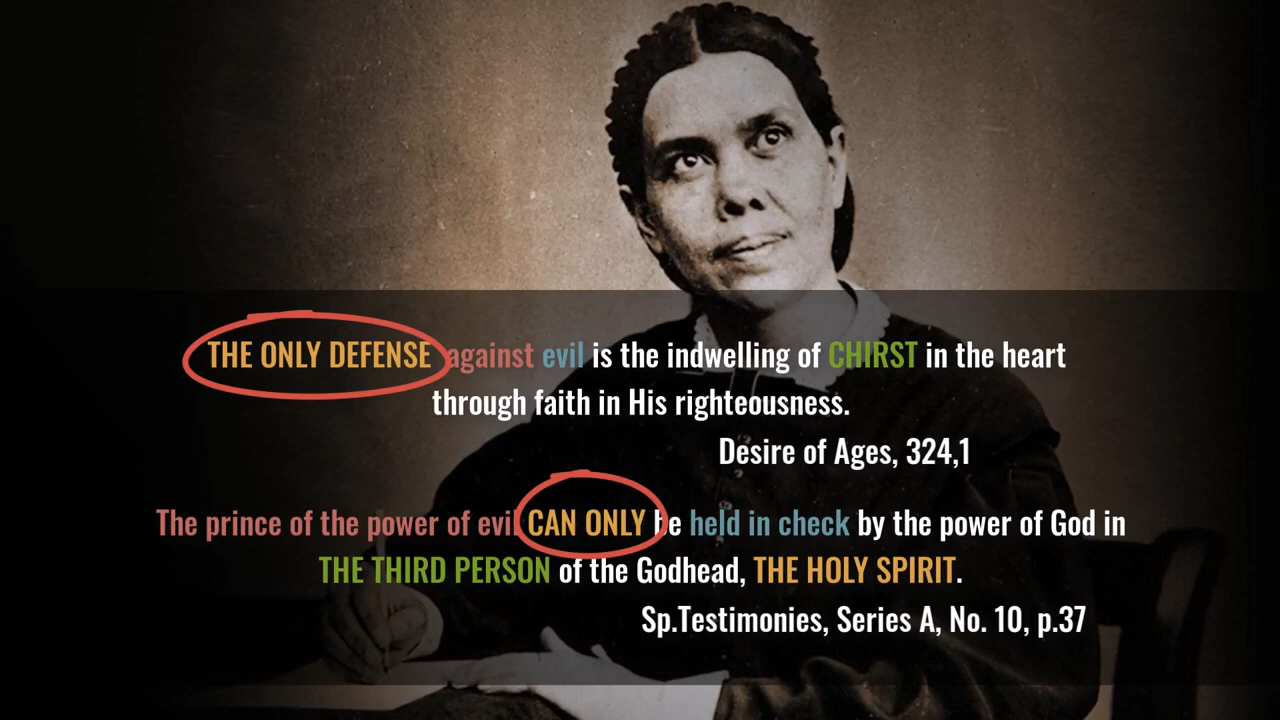 THE ONLY DEFENSE against evil is the indwelling of CHIRST in the heart
through faith in His righteousness.
Desire of Ages, 324,1
The prince of the power of evil CAN ONLY be held in check by the power of God in
THE THIRD PERSON of the Godhead, THE HOLY SPIRIT.
Sp.Testimonies, Series A, No. 10, p.37